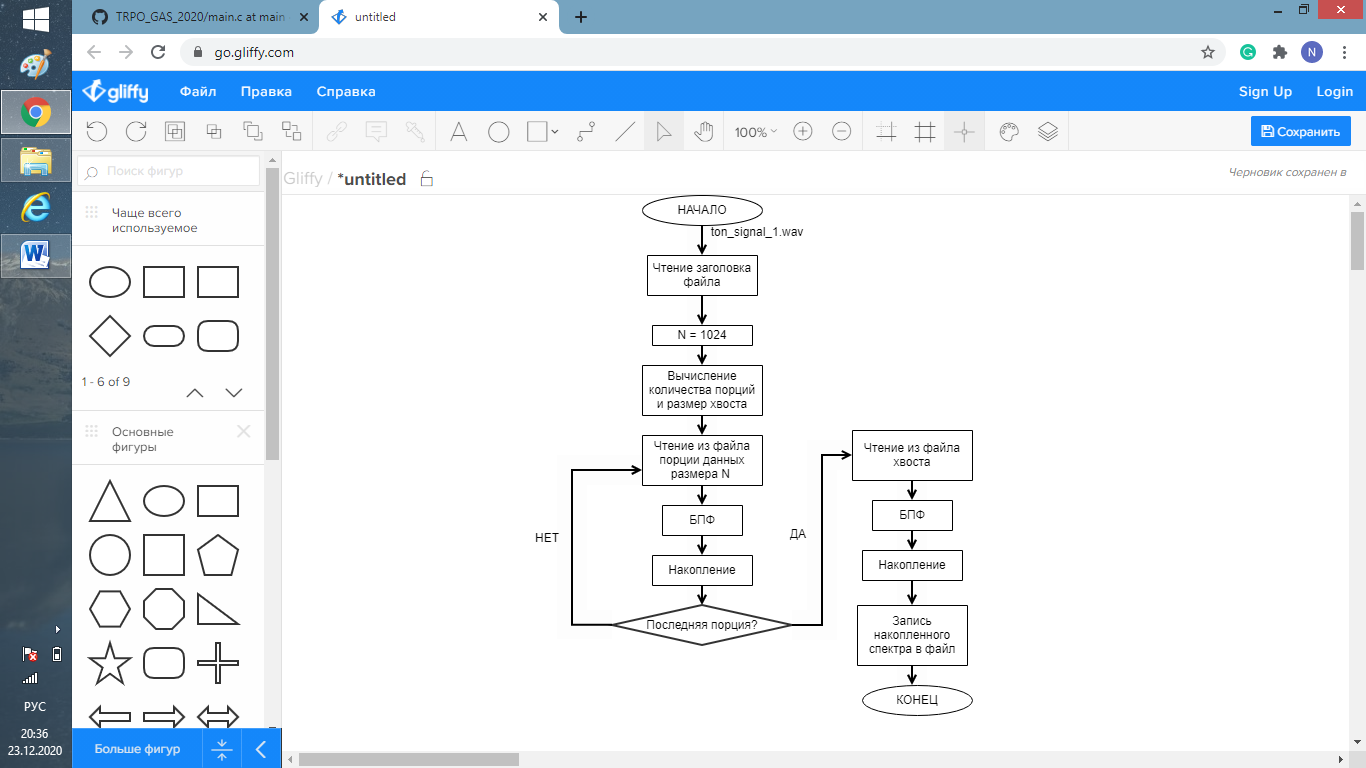 TRPO_GAS_2020/main.c at main
untitled
go.gliffy.com
N
gliffy
Файл
Правка
Справка
Sign Up
Login
100%
Сохранить
Поиск фигур
Gliffy / *untitled
Черновик сохранен в
Чаще всего
используемое
1 - 6 of 9
Основные
фигуры
Больше фигур
НАЧАЛО
ton_signal_1.wav
Чтение заголовка
файла
N = 1024
Вычисление
количества порций
и размер хвоста
Чтение из файла
порции данных
размера N
БПФ
Накопление
Последняя порция?
НЕТ
ДА
Чтение из файла
хвоста
БПФ
Накопление
Запись
накопленного
спектра в файл
КОНЕЦ
РУС
20:36
23.12.2020